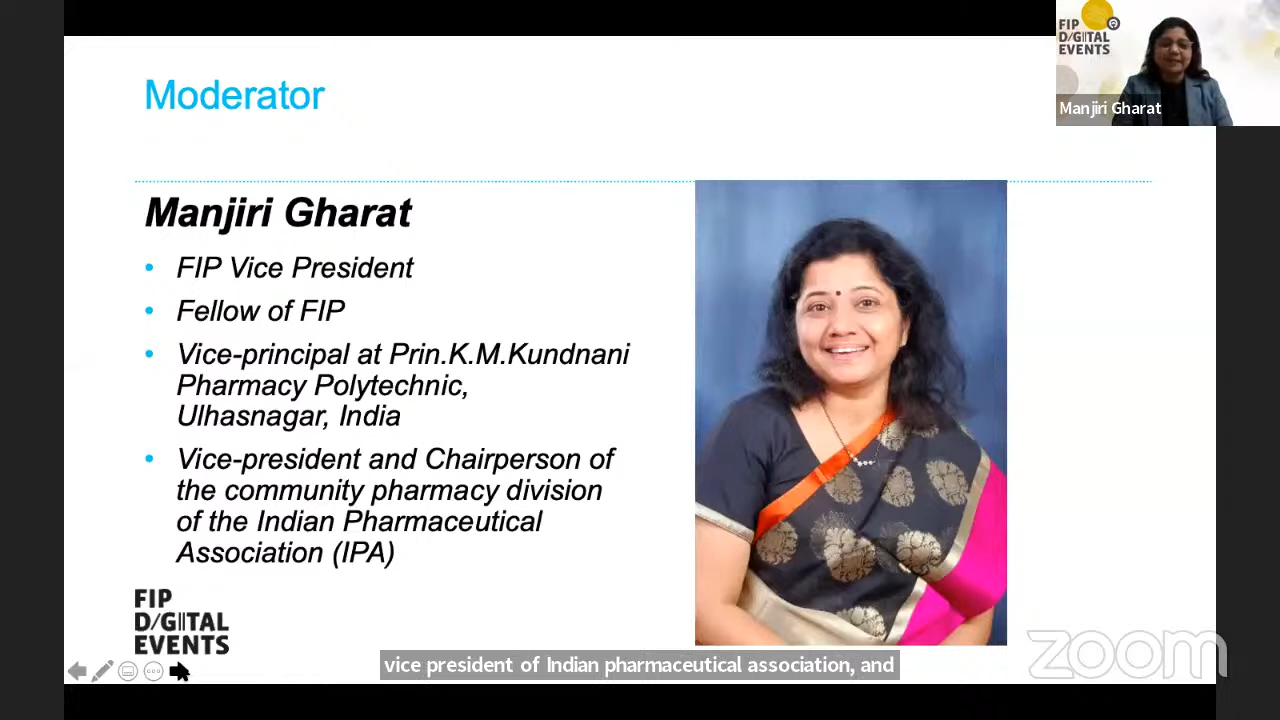 Moderator
FIP
D/GITAL
EVENTS
Manjiri Gharat
Manjiri Gharat
• FIP Vice President
• Fellow of FIP
• Vice-principal at Prin.K.M.Kundnani
Pharmacy Polytechnic,
Ulhasnagar, India
• Vice-president and Chairperson of
the community pharmacy division
of the Indian Pharmaceutical
Association (IPA)
FIP
D/GITAL
EVENTS
vice president of Indian pharmaceutical association, and
zoom